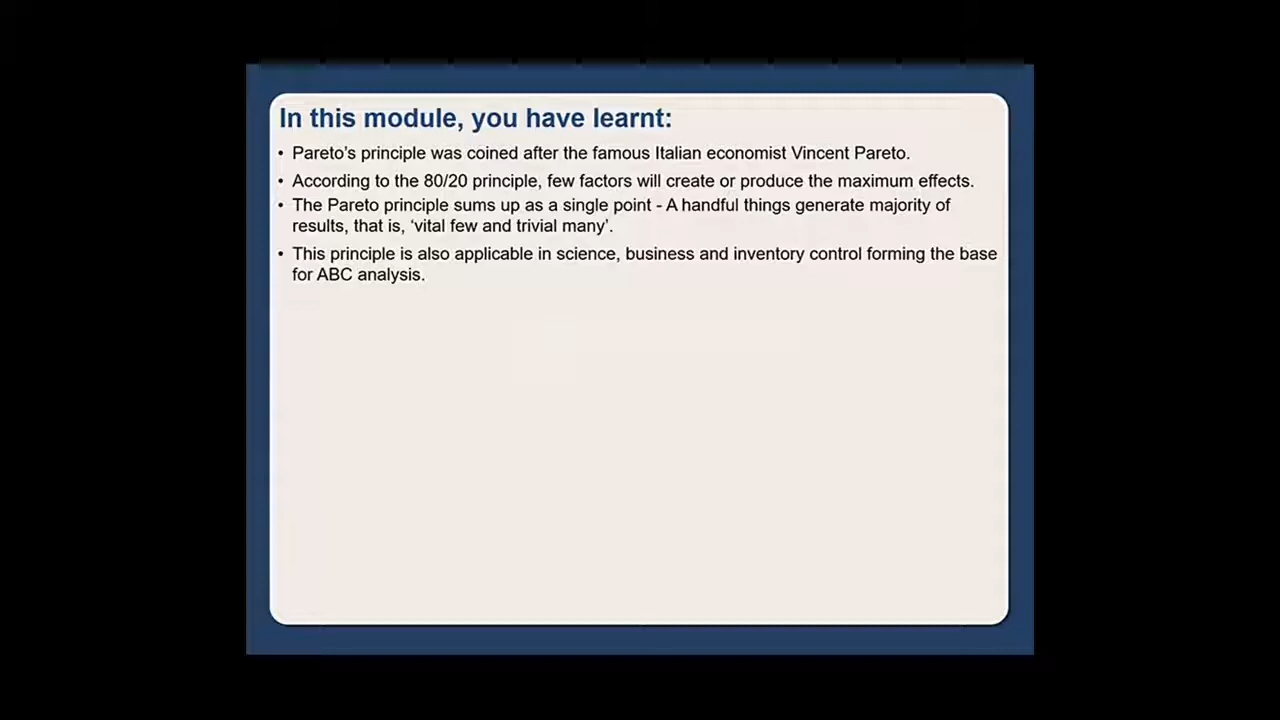 In this module, you have learnt:
• Pareto's principle was coined after the famous Italian economist Vincent Pareto.
• According to the 80/20 principle, few factors will create or produce the maximum effects.
• The Pareto principle sums up as a single point - A handful things generate majority of
results, that is, ‘vital few and trivial many’.
• This principle is also applicable in science, business and inventory control forming the base
for ABC analysis.